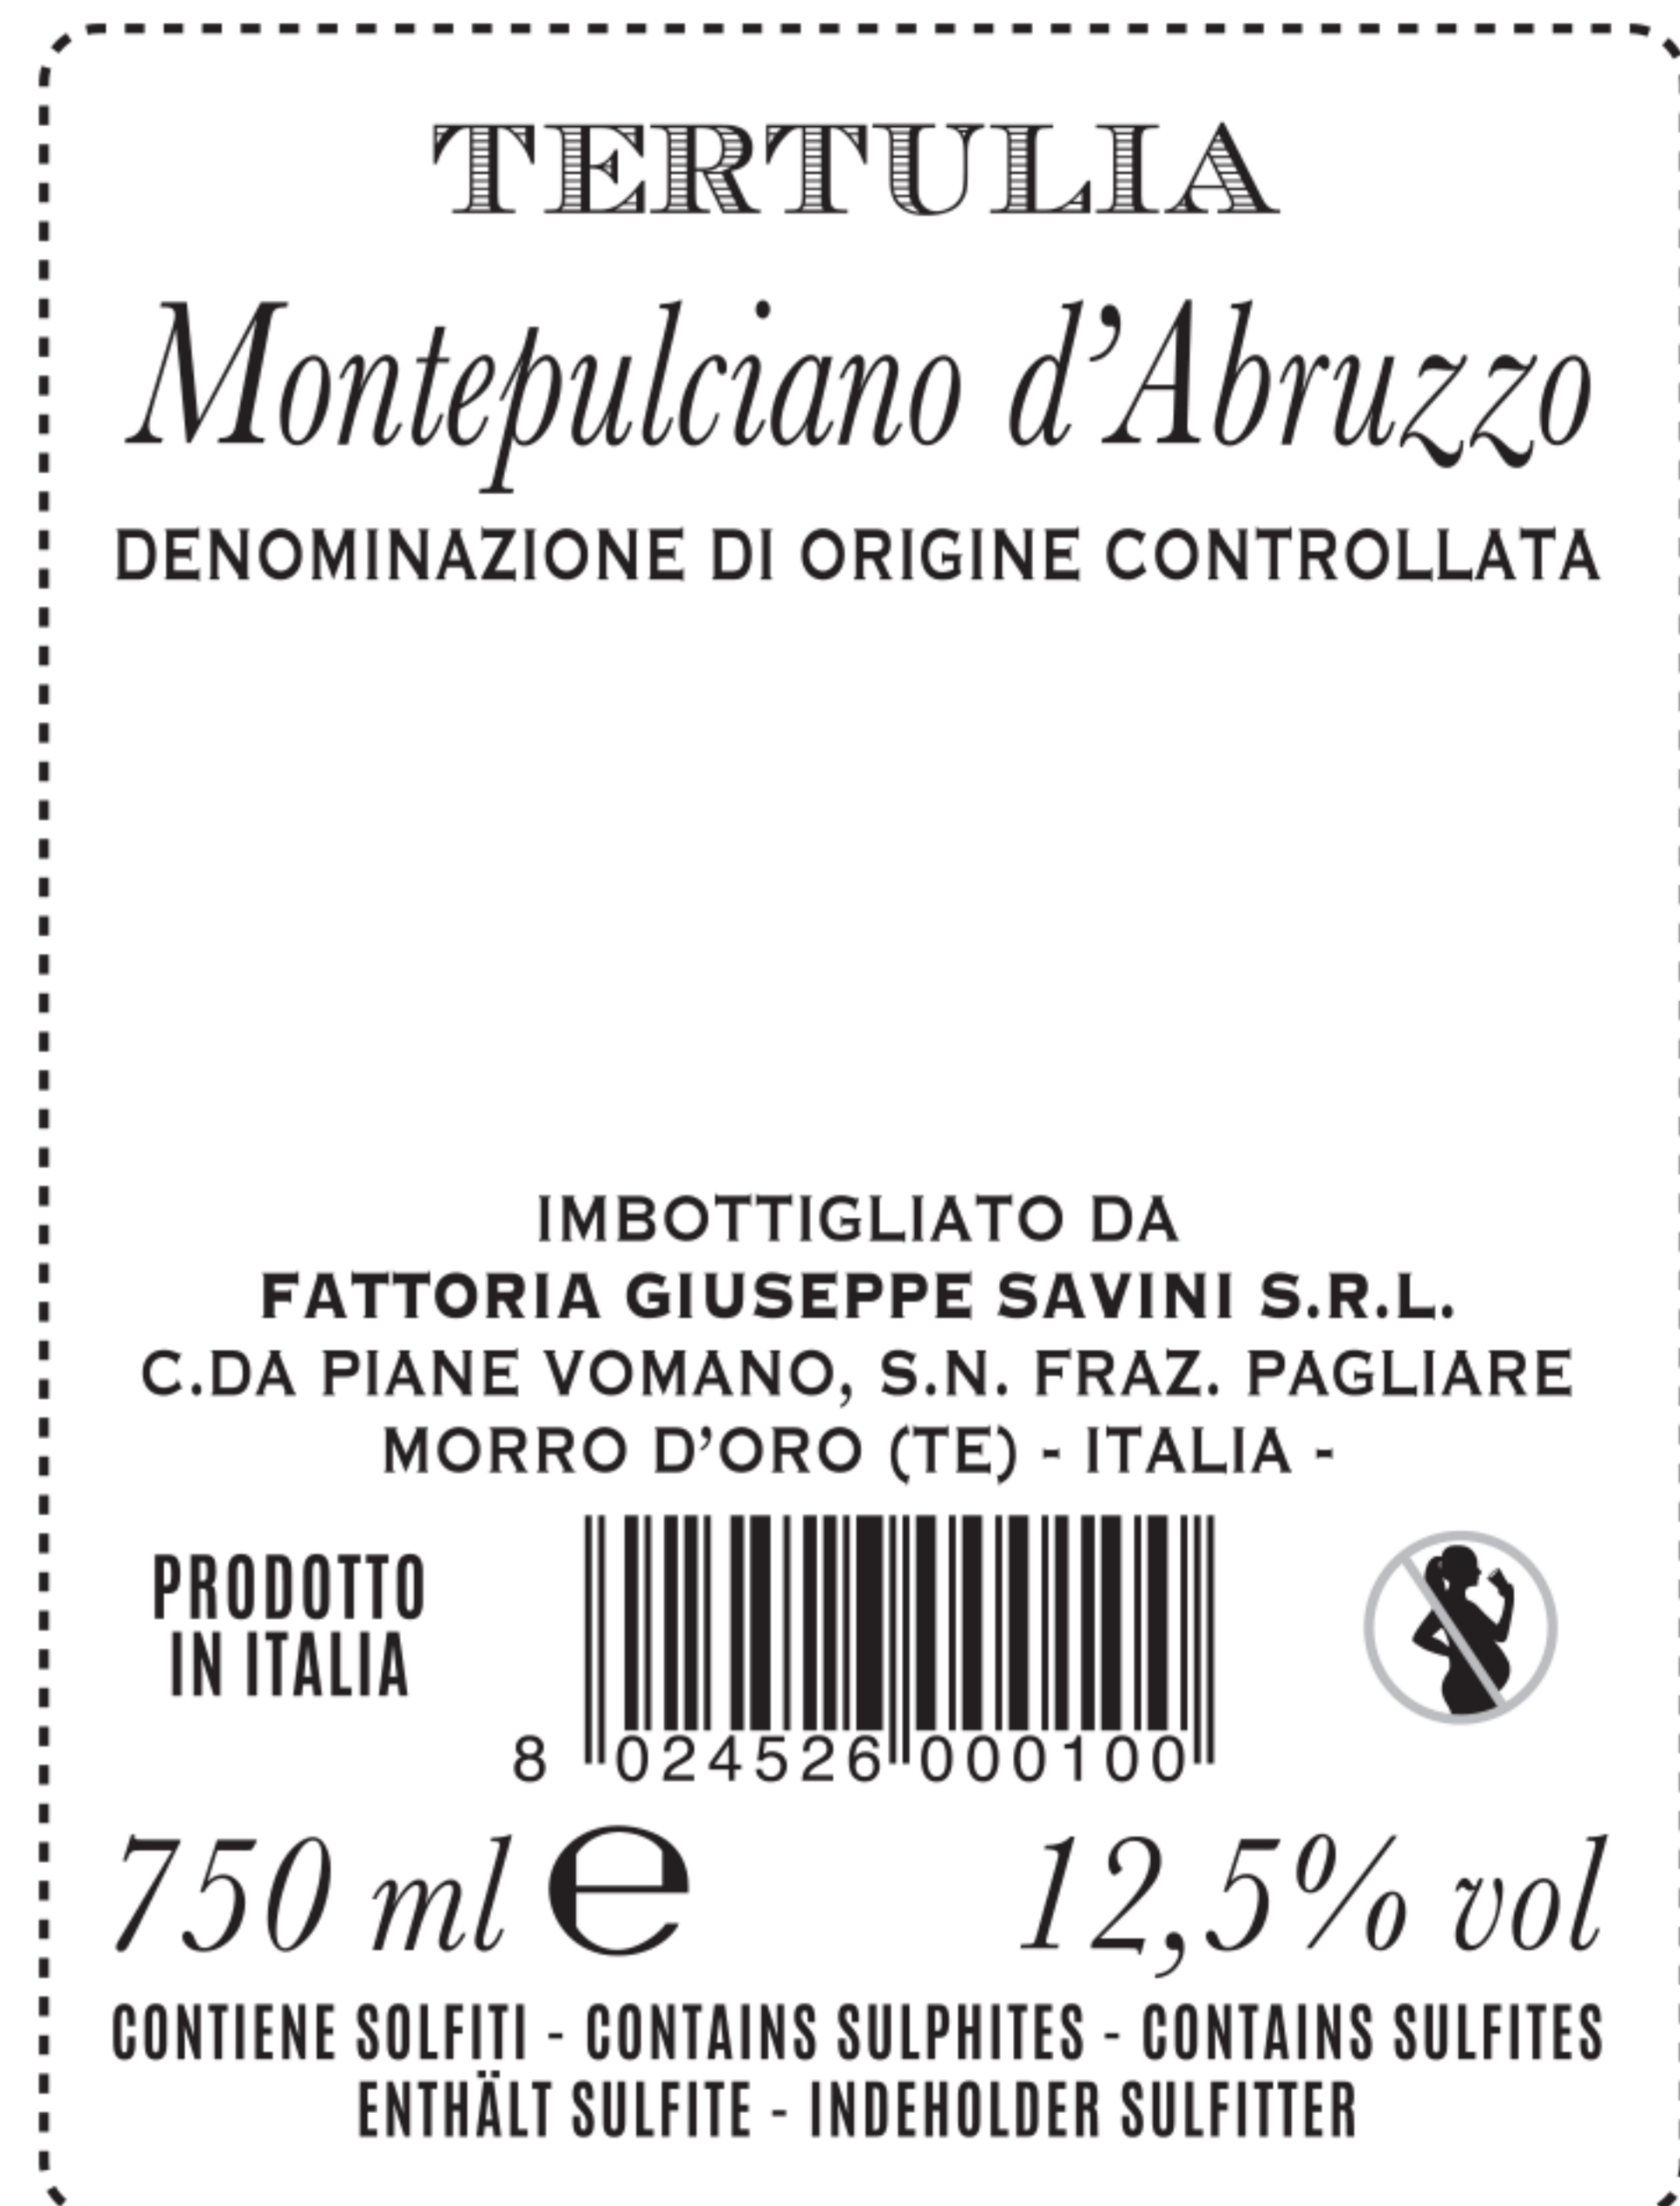 TERTULIA
Montepulciano d’Abruzzo
DENOMINAZIONE DI ORIGINE CONTROLLATA
IMBOTTIGLIATO DA
FATTORIA GIUSEPPE SAVINI S.R.L.
C.DA PIANE VOMANO, S.N. FRAZ. PAGLIARE
MORRO D’ORO (TE) - ITALIA -
PRODOTTO
IN ITALIA
8 024526 000100
750 ml ℮ 12,5% vol
CONTIENE SOLFITI - CONTAINS SULPHITES - CONTAINS SULFITES
ENTHÄLT SULFITE - INDEHOLDER SULFITTER